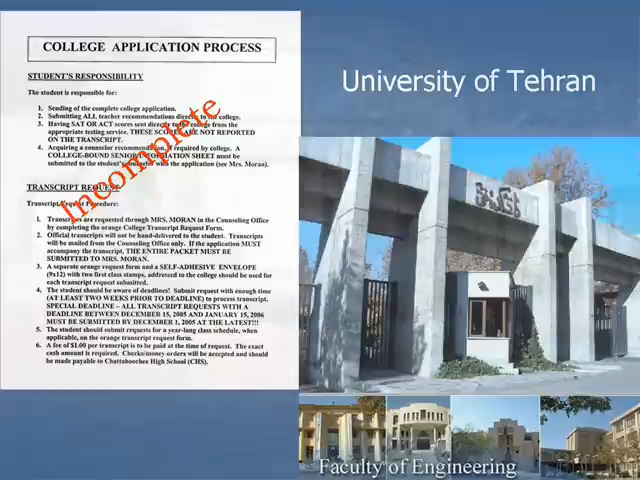 COLLEGE APPLICATION PROCESS
STUDENT'S RESPONSIBILITY
The student is responsible for:
1. Sending of the complete college application.
2. Submitting ALL teacher recommendations directly to the college.
3. Having SAT or ACT scores sent directly to the college from the
appropriate testing service. THESE SCORES ARE NOT REPORTED
ON THE TRANSCRIPT.
4. Acquiring a counselor recommendation, if required by college. A
COLLEGE-BOUND SENIOR INFORMATION SHEET must be
submitted to the student's counselor with the application (see Mrs. Moran).
Incomplete
TRANSCRIPT REQUEST
Transcript Request Procedure:
1. Transcripts are requested through MRS. MORAN in the Counseling Office
by completing the orange College Transcript Request Form.
2. Official transcripts will not be hand-delivered to the student. Transcripts
will be mailed from the Counseling Office only. If the application MUST
accompany the transcript, THE ENTIRE PACKET MUST BE
SUBMITTED TO MRS. MORAN.
3. A separate orange request form and a SELF-ADHESIVE ENVELOPE
(9x12) with two first class stamps, addressed to the college should be used for
each transcript request submitted.
4. The student should be aware of deadlines! Submit request with enough time
(AT LEAST TWO WEEKS PRIOR TO DEADLINE) to process transcript.
SPECIAL DEADLINE – ALL TRANSCRIPT REQUESTS WITH A
DEADLINE BETWEEN DECEMBER 15, 2005 AND JANUARY 15, 2006
MUST BE SUBMITTED BY DECEMBER 1, 2005 AT THE LATEST!!!
5. The student should submit requests for a year-long class schedule, when
applicable, on the orange transcript request form.
6. A fee of $1.00 per transcript is to be paid at the time of request. The exact
cash amount is required. Checks/money orders will be accepted and should
be made payable to Chattahoochee High School (CHS).
University of Tehran
Faculty of Engineering